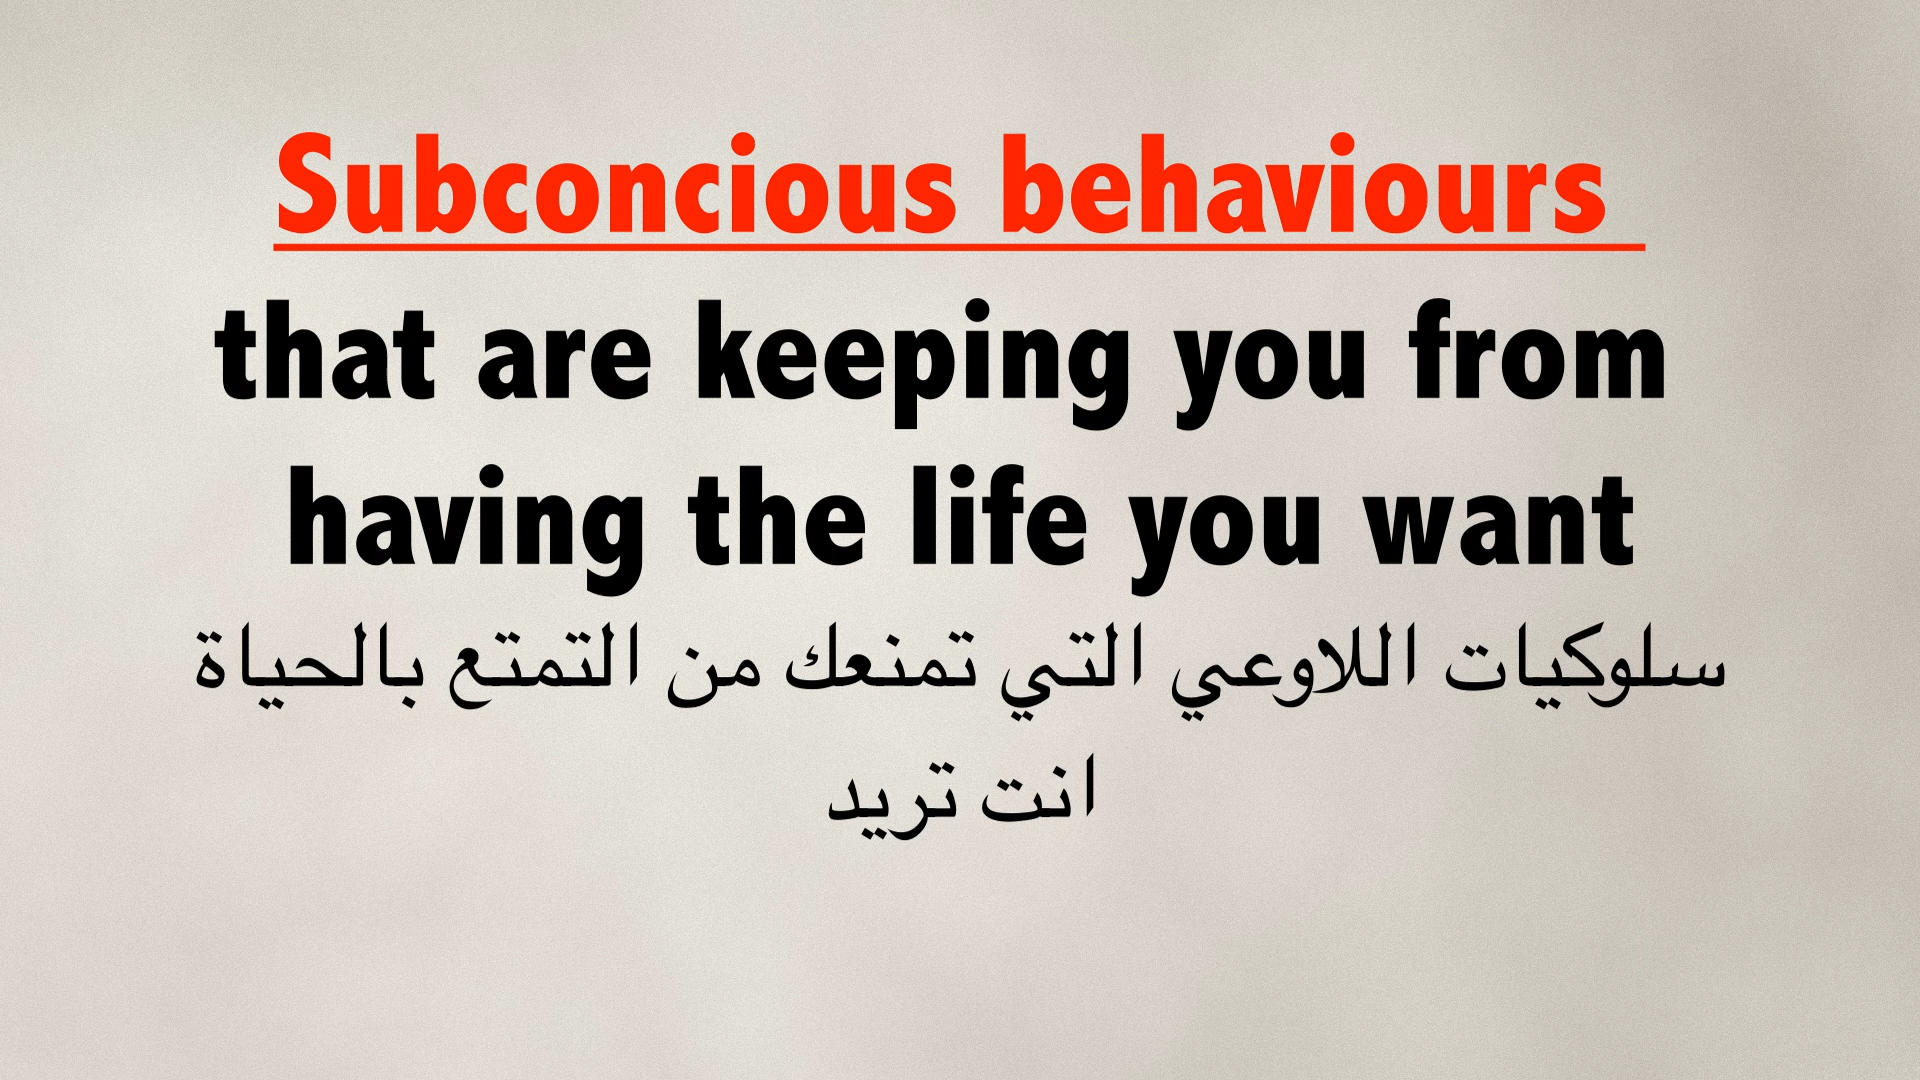 Subconcious behaviours
that are keeping you from
having the life you want
سلوكيات اللاوعي التي تمنعك من التمتع بالحياة
انت تريد